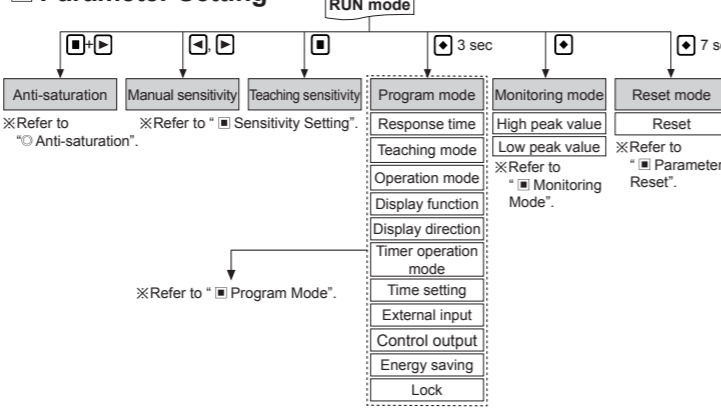 Parameter Setting
RUN mode
■+▶
◀, ▶
■
◆ 3 sec
◆
◆ 7 s
Anti-saturation
Manual sensitivity
Teaching sensitivity
Program mode
Monitoring mode
Reset mode
※Refer to
"◎ Anti-saturation".
※Refer to " ▣ Sensitivity Setting".
Response time
Teaching mode
Operation mode
Display function
Display direction
Timer operation
mode
Time setting
External input
Control output
Energy saving
Lock
※Refer to " ▣ Program Mode".
High peak value
Low peak value
※Refer to
" ▣ Monitoring
Mode".
Reset
※Refer to
" ▣ Parameter
Reset".